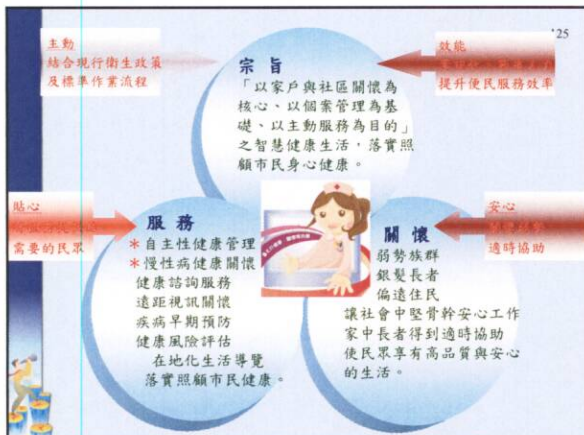 125
主動
結合現行衛生政策
及標準作業流程
效能
提升便民服務效率
宗旨
「以家戶與社區關懷為
核心、以個案管理為基
礎、以主動服務為目的」
之智慧健康生活，落實照
顧市民身心健康。
貼心
需要的民眾
服務
*自主性健康管理
*慢性病健康關懷
健康諮詢服務
遠距視訊關懷
疾病早期預防
健康風險評估
在地化生活導覽
落實照顧市民健康。
安心
適時協助
關懷
弱勢族群
銀髮長者
偏遠住民
讓社會中堅骨幹安心工作
家中長者得到適時協助
使民眾享有高品質與安心
的生活。